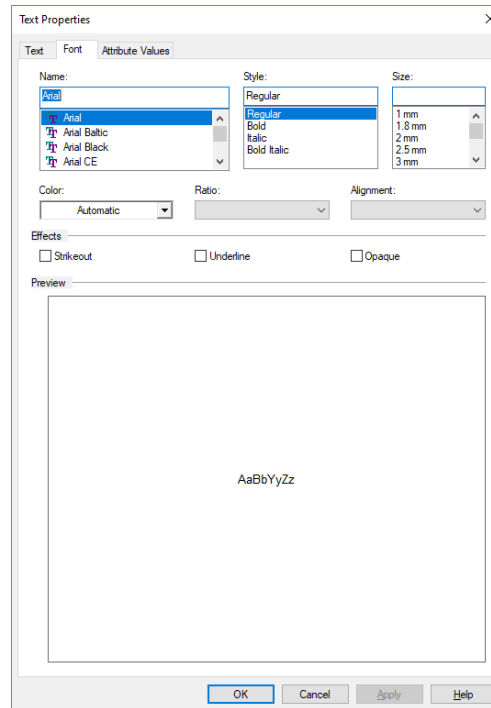 Text Properties
Text Font Attribute Values
Name: Style: Size:
Arial Regular
Arial Regular 1 mm
Arial Baltic Bold 1.8 mm
Arial Black Italic 2 mm
Arial CE Bold Italic 2.5 mm
3 mm
Color: Ratio: Alignment:
Automatic
Effects
Strikeout Underline Opaque
Preview
AaBbYyZz
OK Cancel Apply Help